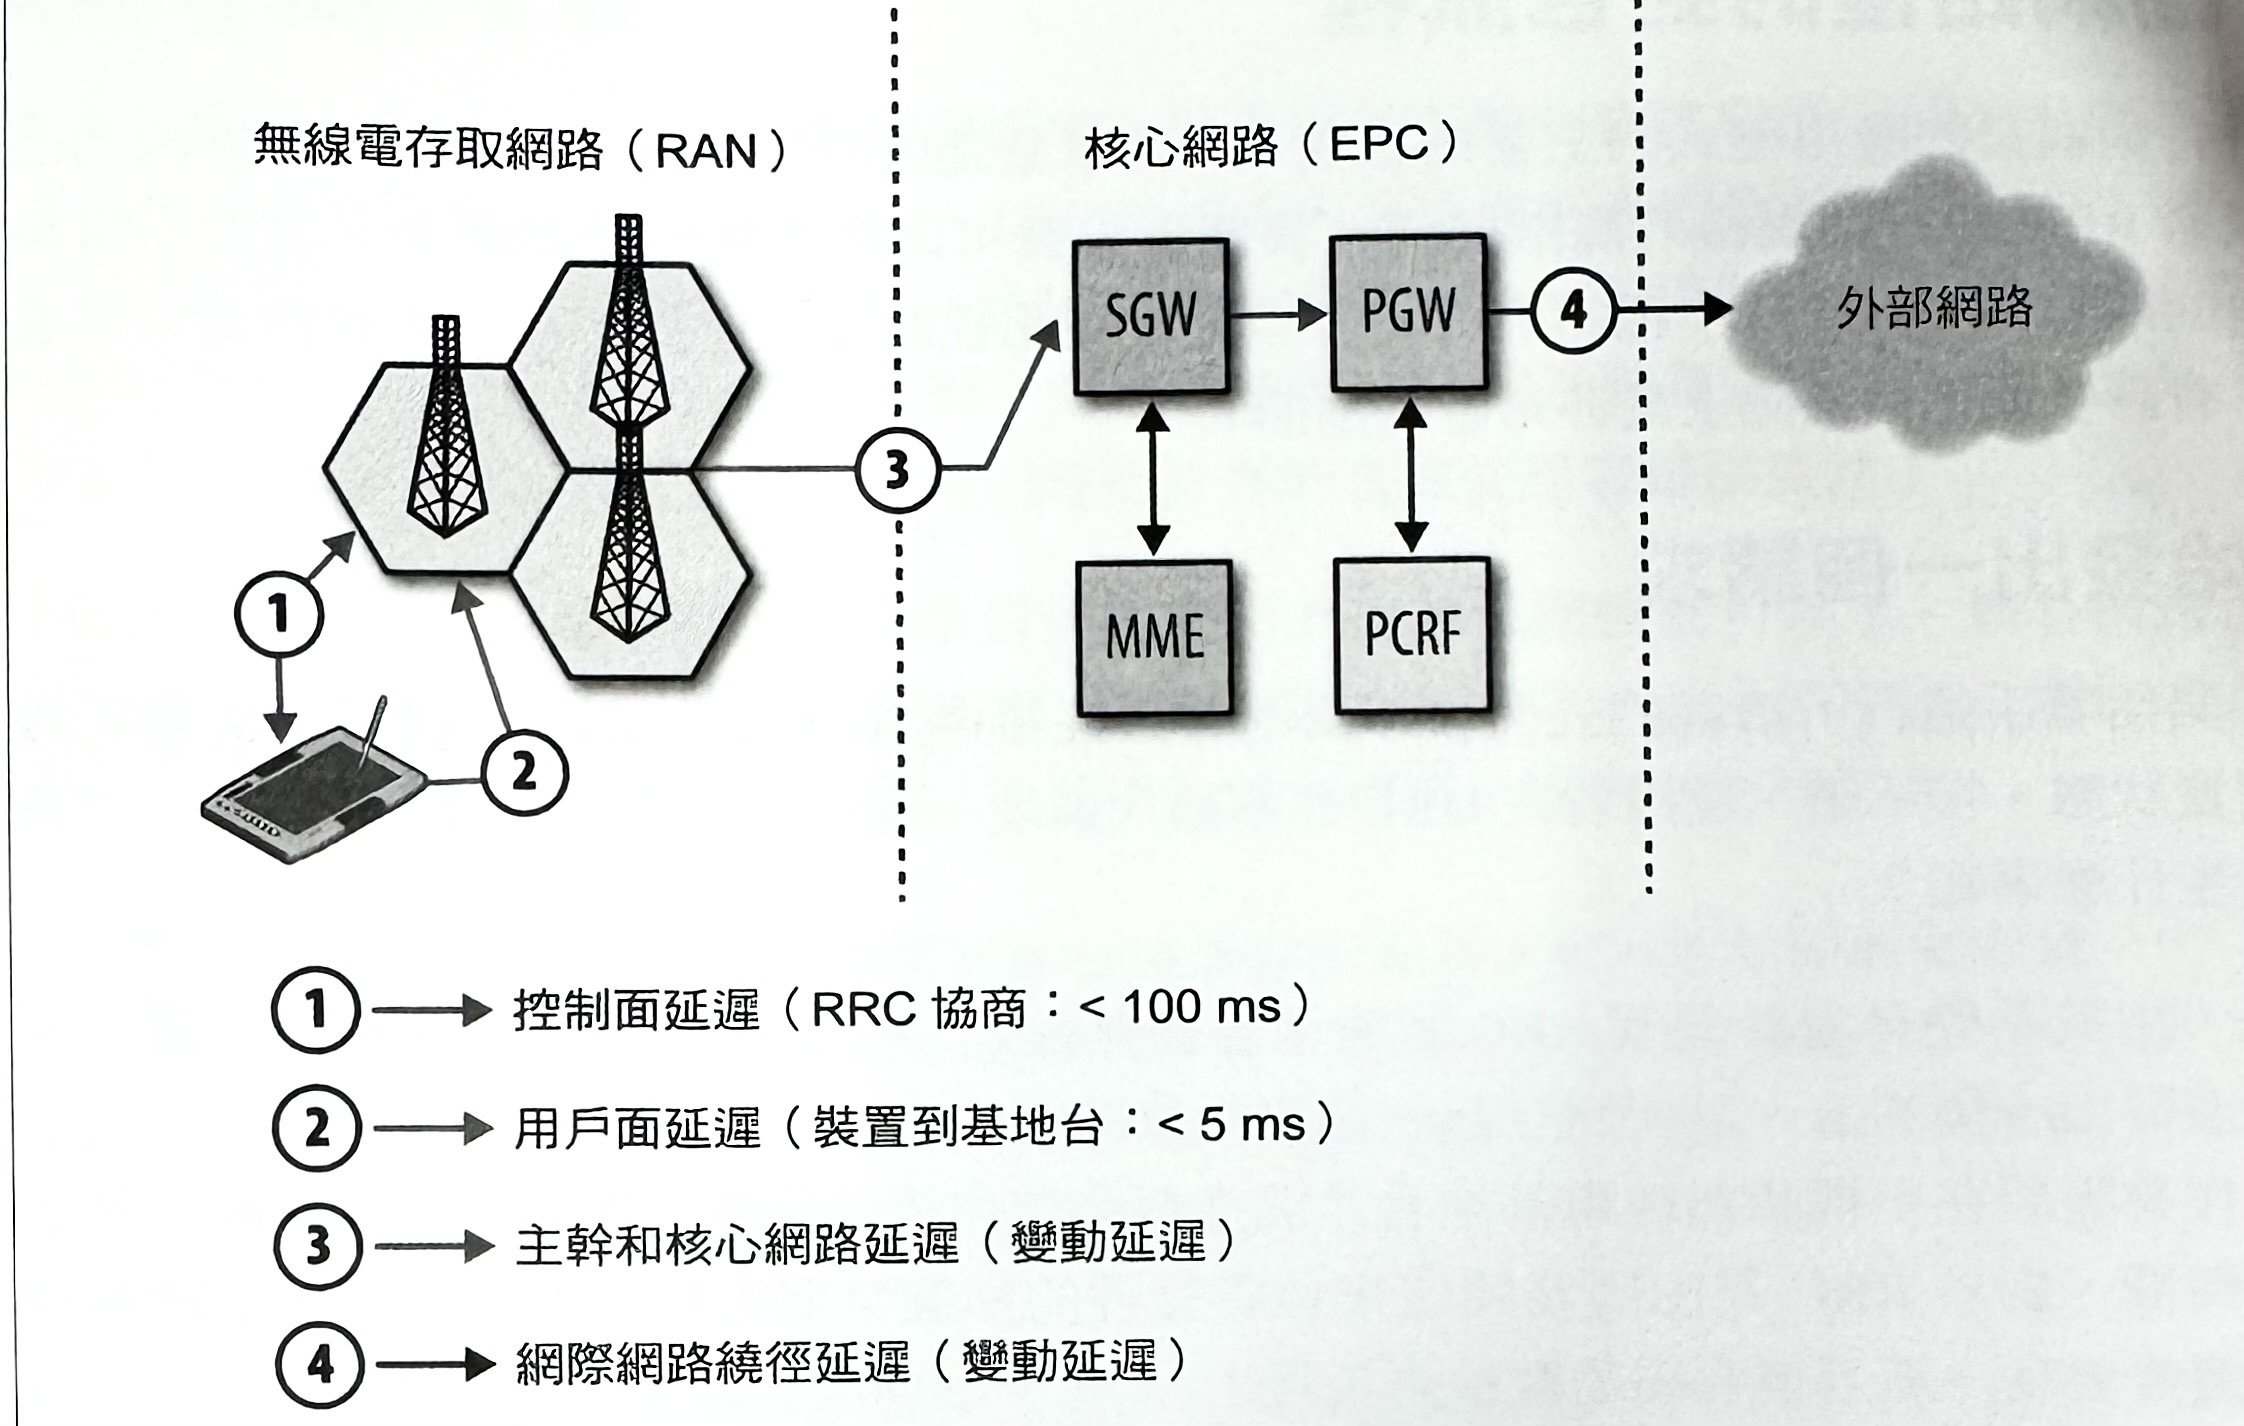 無線電存取網路（RAN）
核心網路（EPC）
SGW
PGW
4
外部網路
3
1
MME
PCRF
2
1 控制面延遲（RRC 協商：< 100 ms）
2 用戶面延遲（裝置到基地台：< 5 ms）
3 主幹和核心網路延遲（變動延遲）
4 網際網路繞徑延遲（變動延遲）